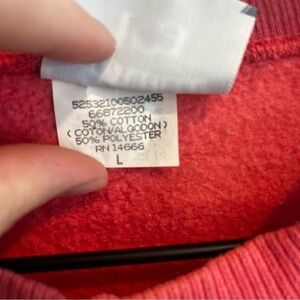 52532100502455
66872200
50% COTTON
(COTON/ALGODON)
50% POLYESTER
RN 14666
L